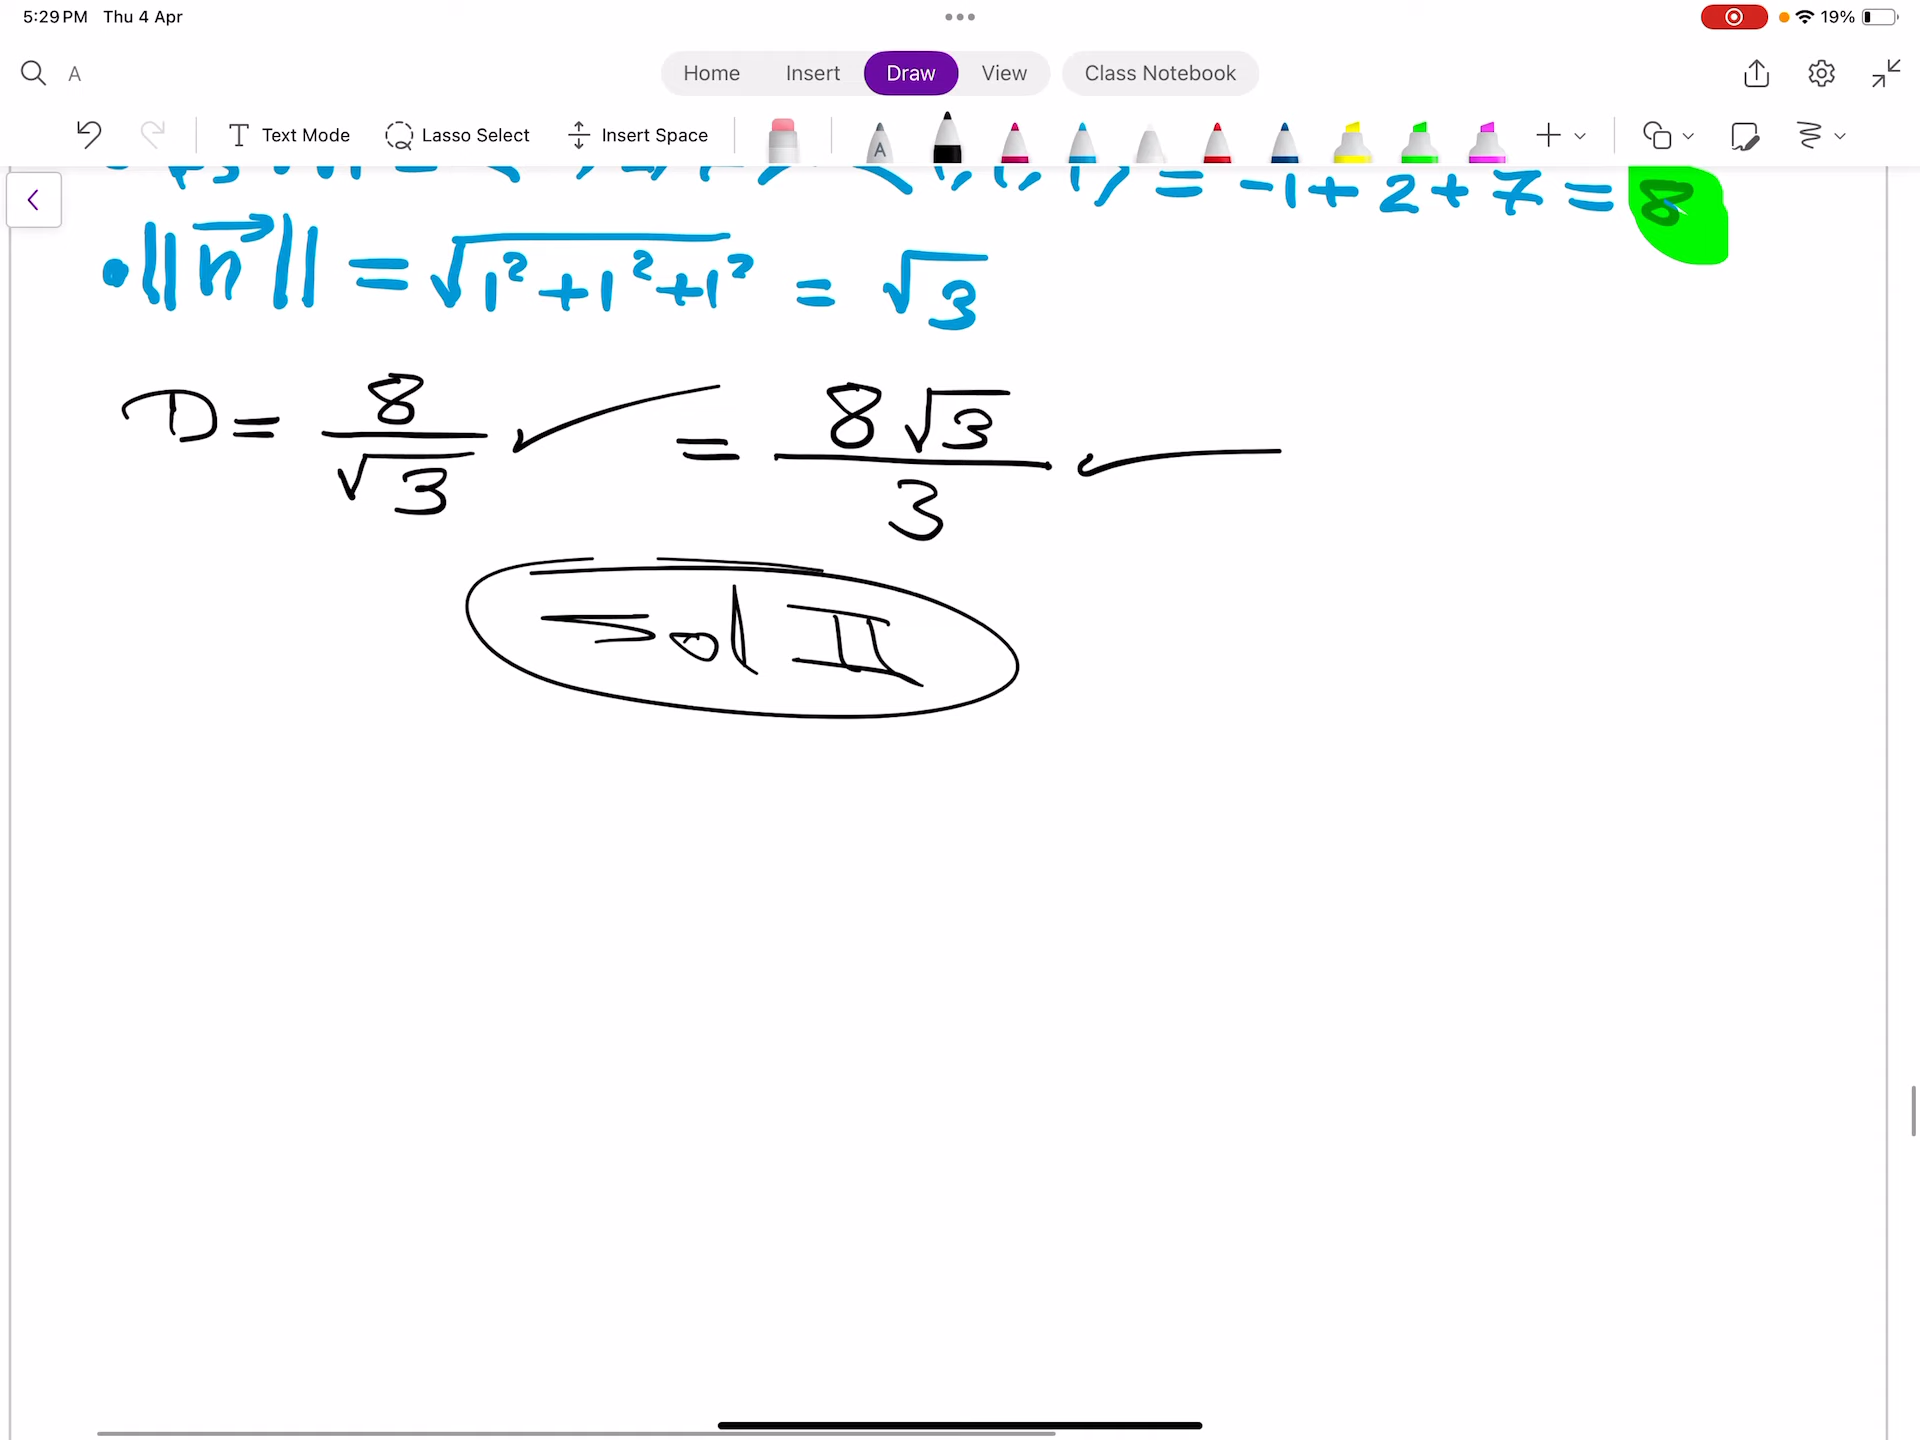 5:29 PM Thu 4 Apr
19%
A
Home Insert Draw View Class Notebook
Text Mode Lasso Select Insert Space A
= -1 + 2 + 7 = 8
• ||n⃗|| = √(1² + 1² + 1²) = √3
D = 8/√3 ✓ = 8√3/3 ✓
Sol II